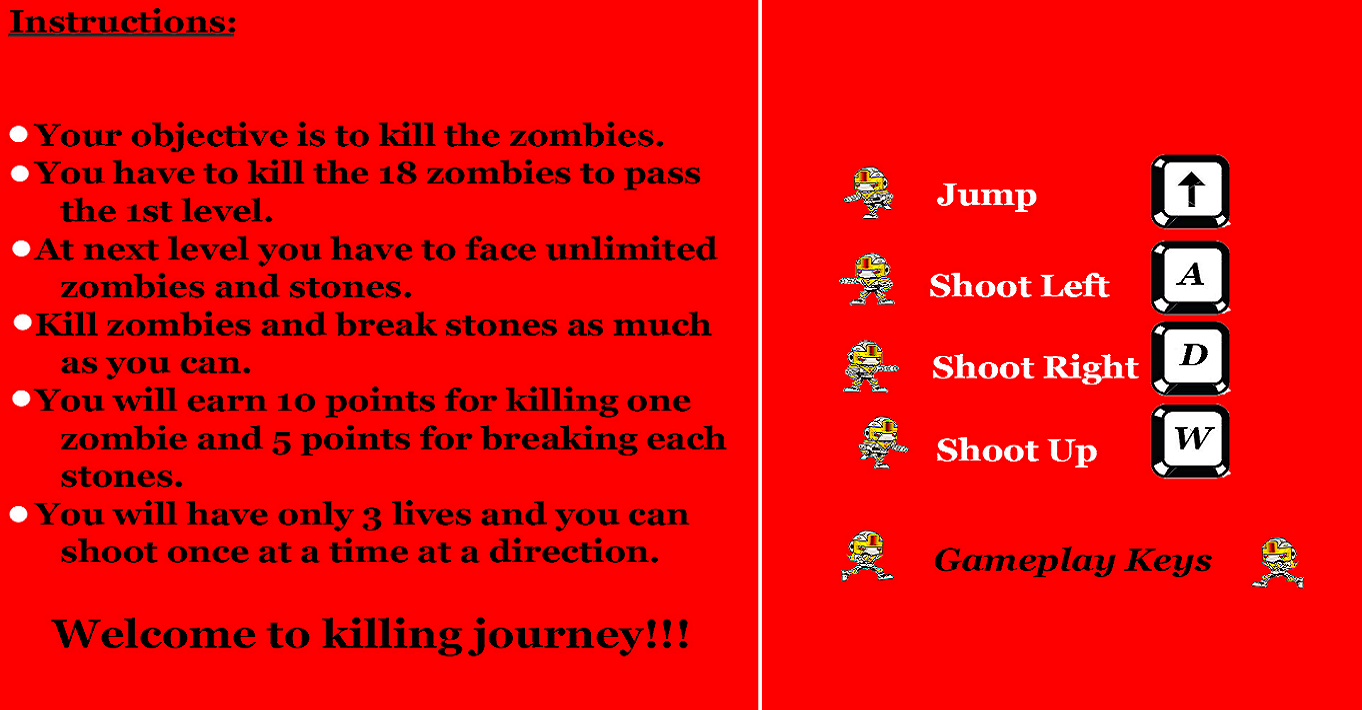 Instructions:
Your objective is to kill the zombies.
You have to kill the 18 zombies to pass
the 1st level.
At next level you have to face unlimited
zombies and stones.
Kill zombies and break stones as much
as you can.
You will earn 10 points for killing one
zombie and 5 points for breaking each
stones.
You will have only 3 lives and you can
shoot once at a time at a direction.
Welcome to killing journey!!!
Jump ↑
Shoot Left A
Shoot Right D
Shoot Up W
Gameplay Keys